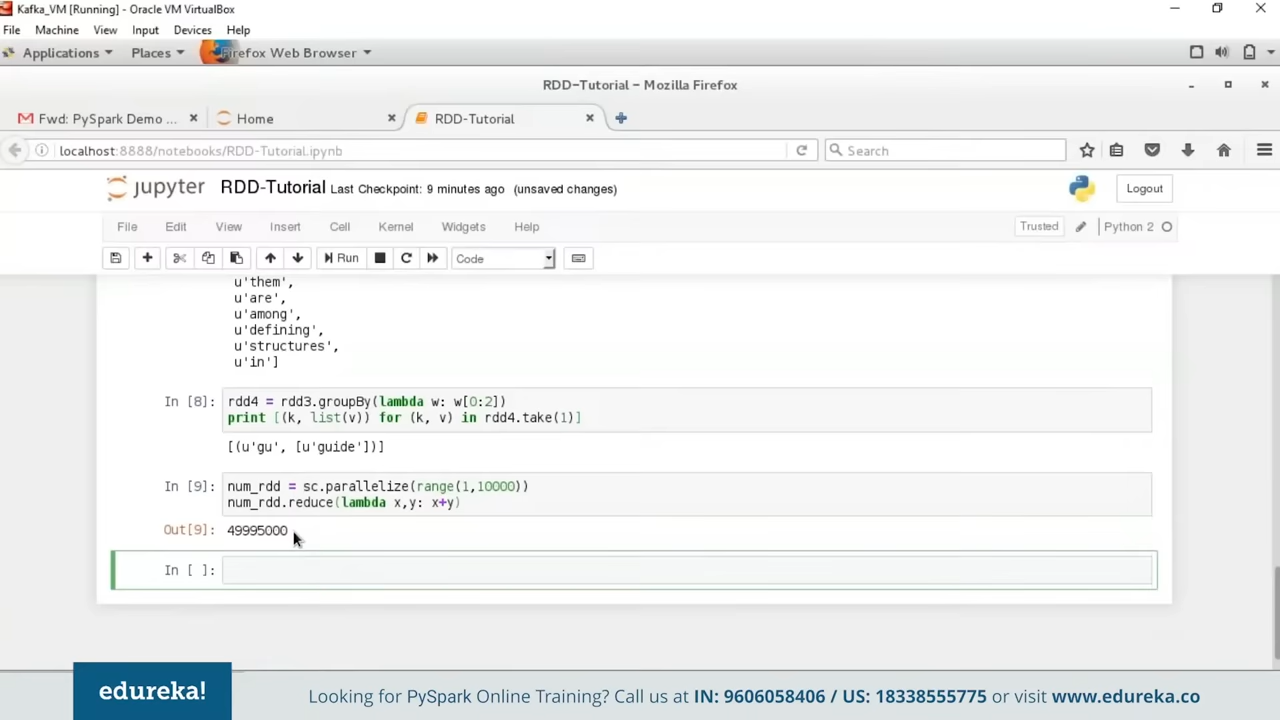 Kafka_VM [Running] - Oracle VM VirtualBox
File Machine View Input Devices Help
Applications Places Firefox Web Browser
RDD-Tutorial - Mozilla Firefox
Fwd: PySpark Demo ... Home RDD-Tutorial
localhost:8888/notebooks/RDD-Tutorial.ipynb Search
jupyter RDD-Tutorial Last Checkpoint: 9 minutes ago (unsaved changes) Logout
File Edit View Insert Cell Kernel Widgets Help Trusted Python 2
Run Code
u'them',
u'are',
u'among',
u'defining',
u'structures',
u'in']
In [8]: rdd4 = rdd3.groupBy(lambda w: w[0:2])
print [(k, list(v)) for (k, v) in rdd4.take(1)]
[(u'gu', [u'guide'])]
In [9]: num_rdd = sc.parallelize(range(1,10000))
num_rdd.reduce(lambda x,y: x+y)
Out[9]: 49995000
In [ ]:
edureka! Looking for PySpark Online Training? Call us at IN: 9606058406 / US: 18338555775 or visit www.edureka.co